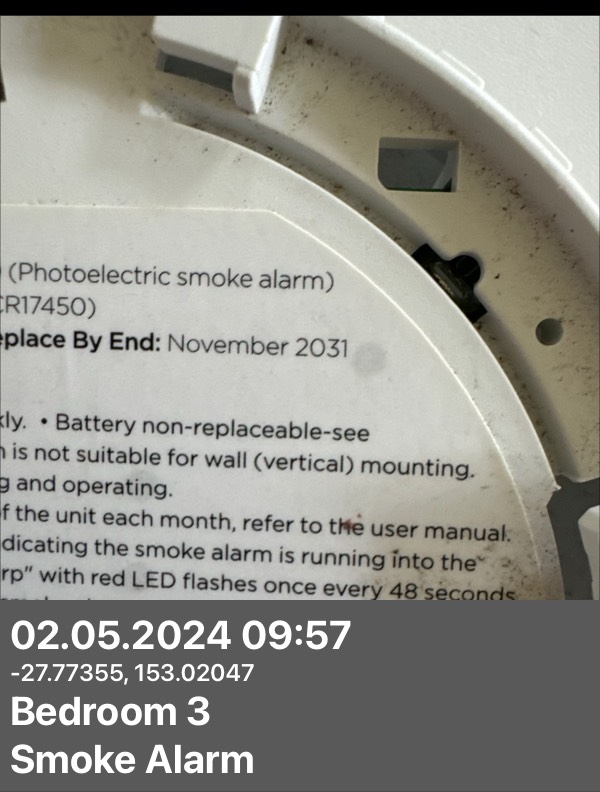 (Photoelectric smoke alarm)
CR17450)
place By End: November 2031
kly. • Battery non-replaceable-see
is not suitable for wall (vertical) mounting.
g and operating.
f the unit each month, refer to the user manual.
dicating the smoke alarm is running into the
rp" with red LED flashes once every 48 seconds
02.05.2024 09:57
-27.77355, 153.02047
Bedroom 3
Smoke Alarm